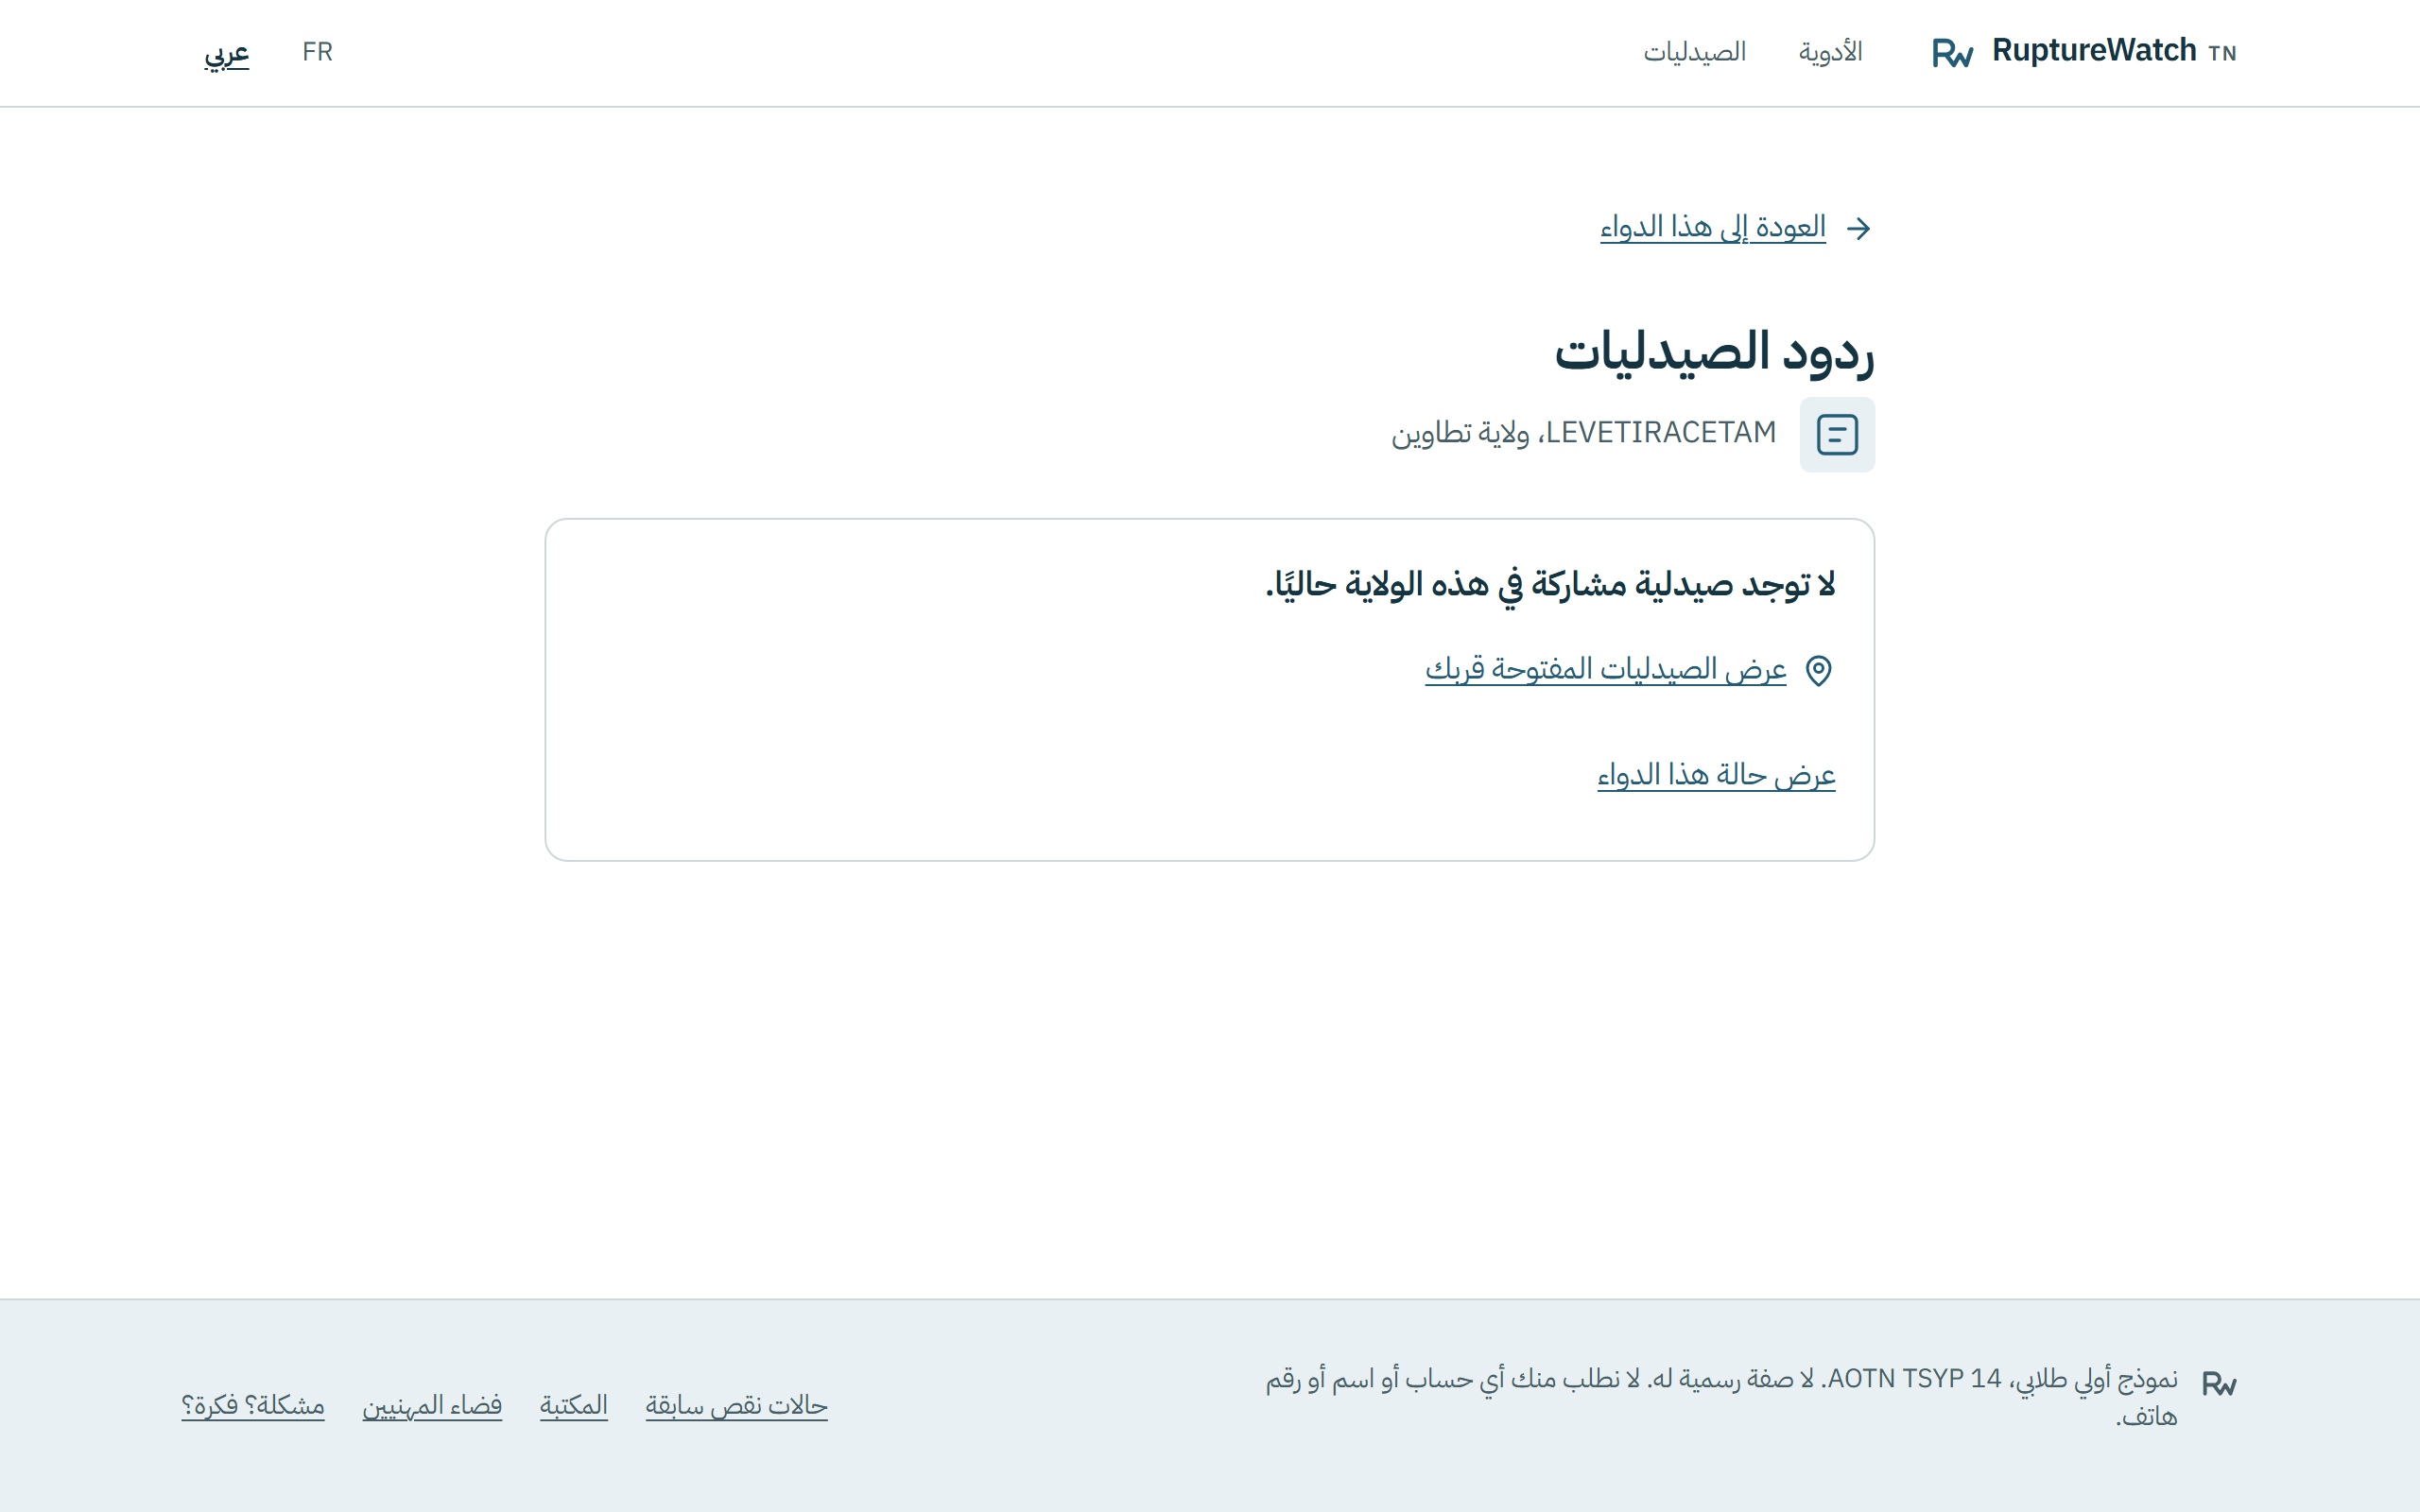 RuptureWatch TN
الأدوية
الصيدليات
FR
عربي
العودة إلى هذا الدواء
ردود الصيدليات
LEVETIRACETAM، ولاية تطاوين
لا توجد صيدلية مشاركة في هذه الولاية حاليًا.
عرض الصيدليات المفتوحة قربك
عرض حالة هذا الدواء
نموذج أولي طلابي، AOTN TSYP 14. لا صفة رسمية له. لا نطلب منك أي حساب أو اسم أو رقم
هاتف.
حالات نقص سابقة
المكتبة
فضاء المهنيين
مشكلة؟ فكرة؟